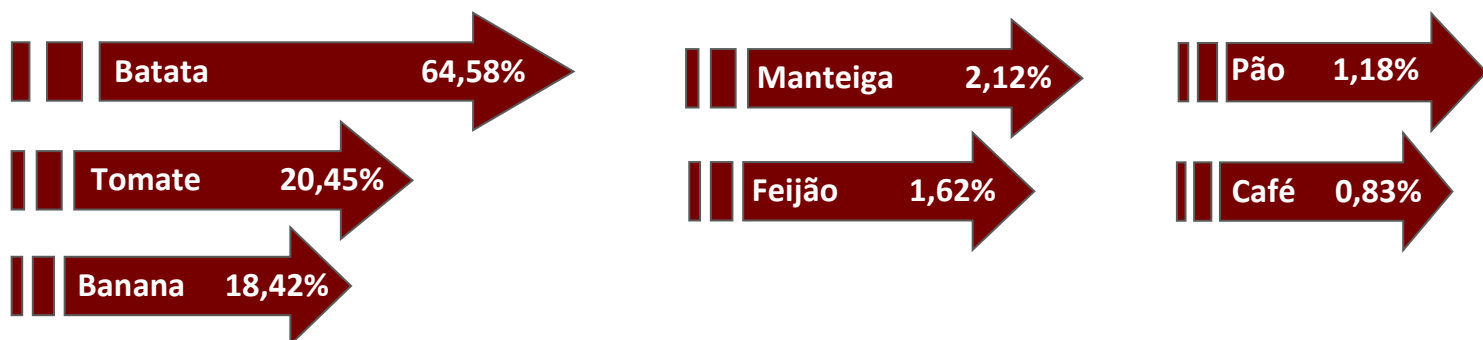 Batata 64,58%
Tomate 20,45%
Banana 18,42%
Manteiga 2,12%
Feijão 1,62%
Pão 1,18%
Café 0,83%